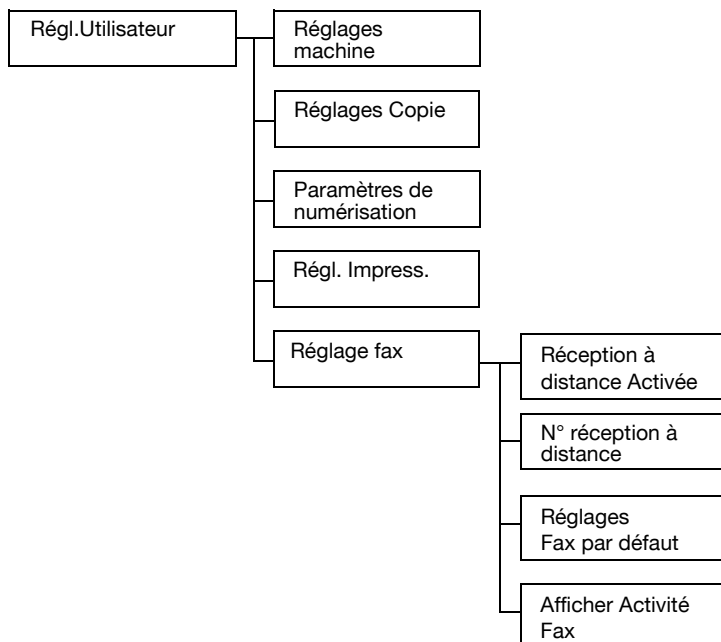 Régl.Utilisateur
Réglages
machine
Réglages Copie
Paramètres de
numérisation
Régl. Impress.
Réglage fax
Réception à
distance Activée
N° réception à
distance
Réglages
Fax par défaut
Afficher Activité
Fax